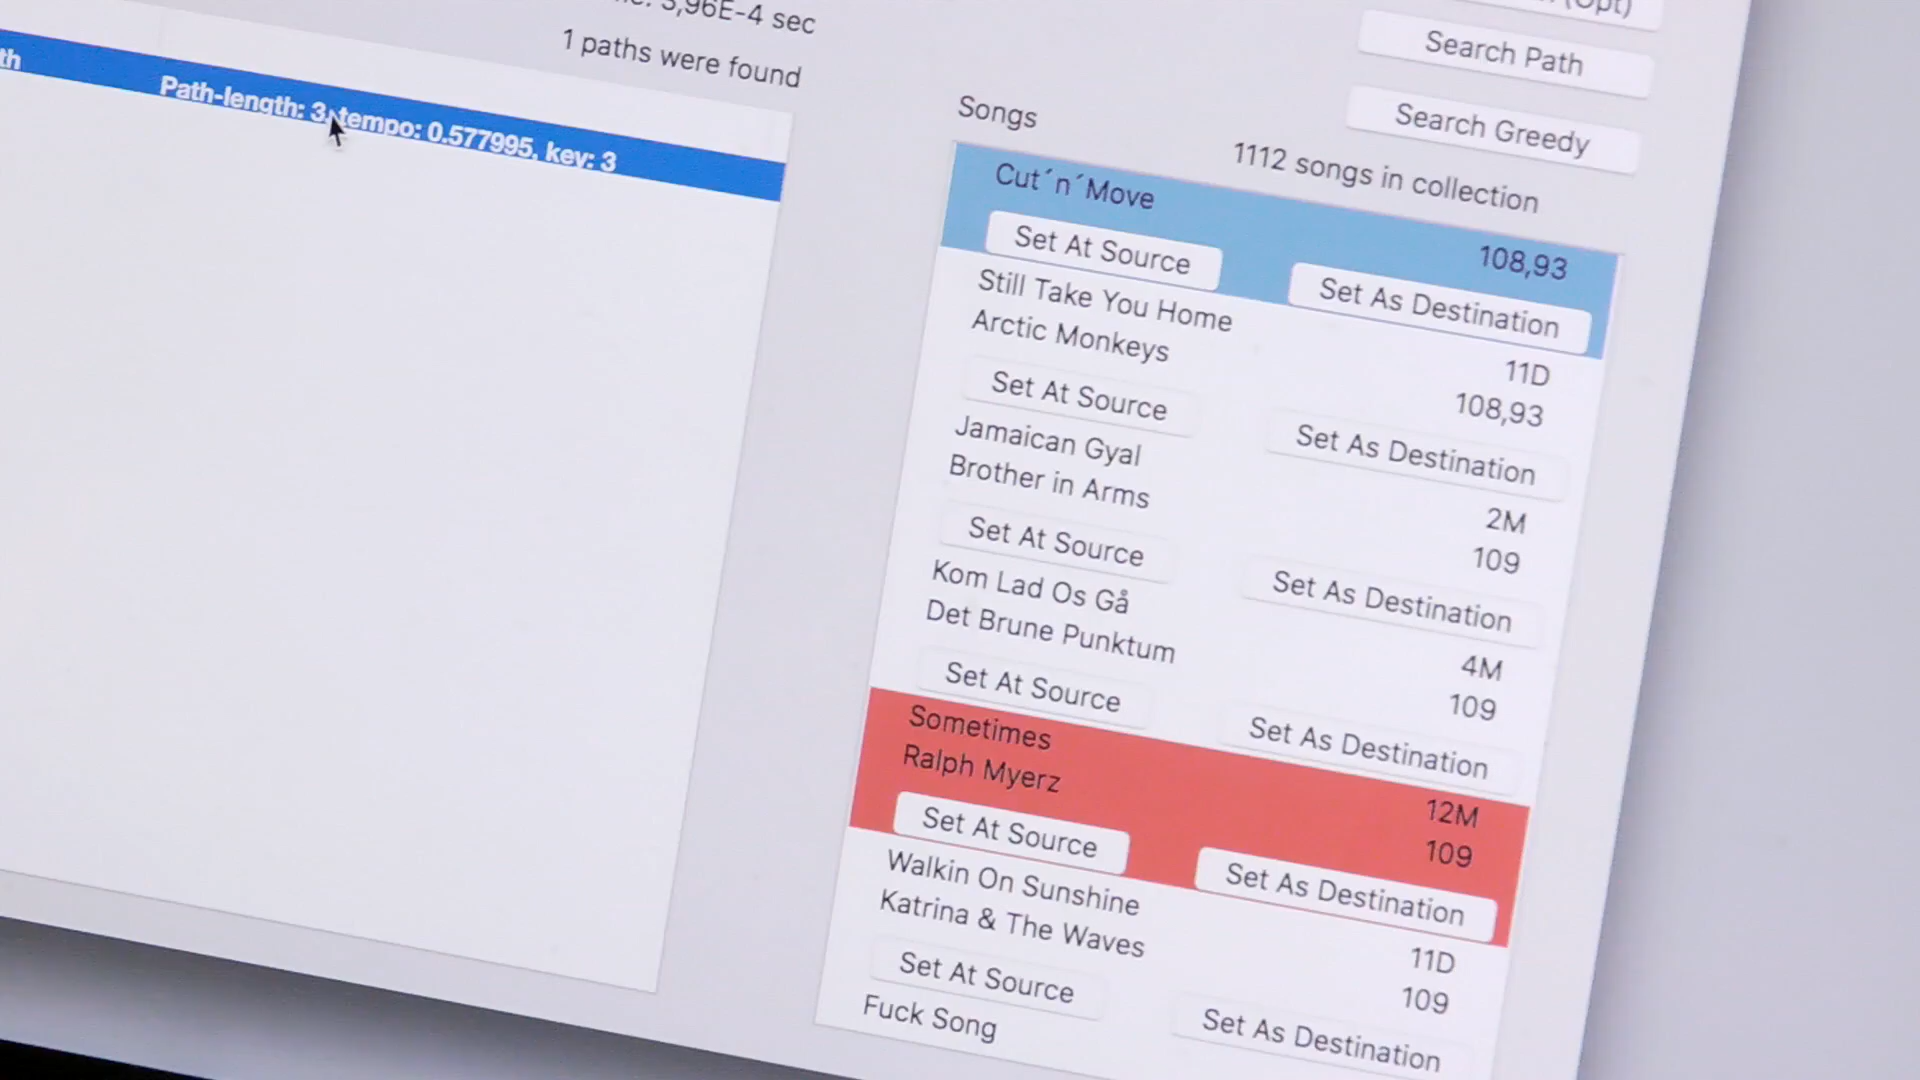 3,96E-4 sec
1 paths were found
th
Path-length: 3, tempo: 0.577995, key: 3
(Opt)
Search Path
Search Greedy
Songs
1112 songs in collection
Cut´n´Move
108,93
Set At Source
Set As Destination
Still Take You Home
11D
Arctic Monkeys
108,93
Set At Source
Set As Destination
Jamaican Gyal
2M
Brother in Arms
109
Set At Source
Set As Destination
Kom Lad Os Gå
4M
Det Brune Punktum
109
Set At Source
Set As Destination
Sometimes
12M
Ralph Myerz
109
Set At Source
Set As Destination
Walkin On Sunshine
11D
Katrina & The Waves
109
Set At Source
Set As Destination
Fuck Song